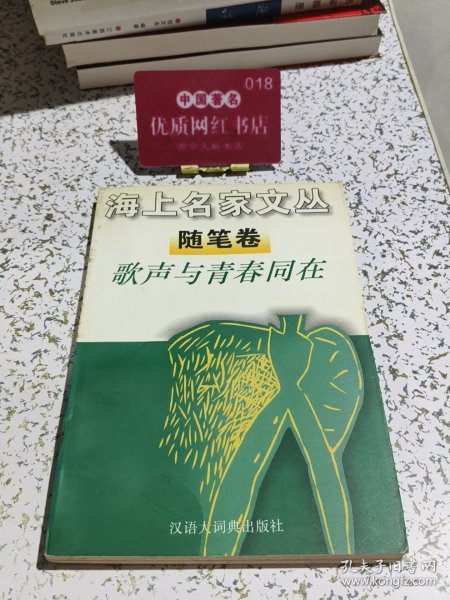 018
中国著名
优质网红书店
海上名家文丛
随笔卷
歌声与青春同在
汉语大词典出版社
孔夫子旧书网
www.kongfz.com